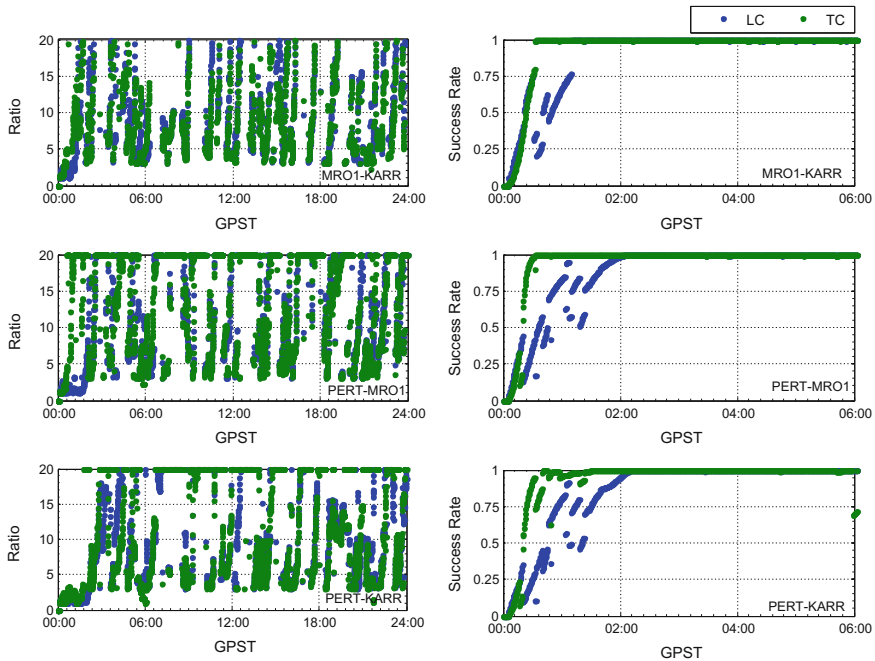 LC TC
20
15
10
5
0
Ratio
MRO1-KARR
00:00 06:00 12:00 18:00 24:00
GPST
1
0.75
0.5
0.25
0
Success Rate
MRO1-KARR
00:00 02:00 04:00 06:00
GPST
20
15
10
5
0
Ratio
PERT-MRO1
00:00 06:00 12:00 18:00 24:00
GPST
1
0.75
0.5
0.25
0
Success Rate
PERT-MRO1
00:00 02:00 04:00 06:00
GPST
20
15
10
5
0
Ratio
PERT-KARR
00:00 06:00 12:00 18:00 24:00
GPST
1
0.75
0.5
0.25
0
Success Rate
PERT-KARR
00:00 02:00 04:00 06:00
GPST